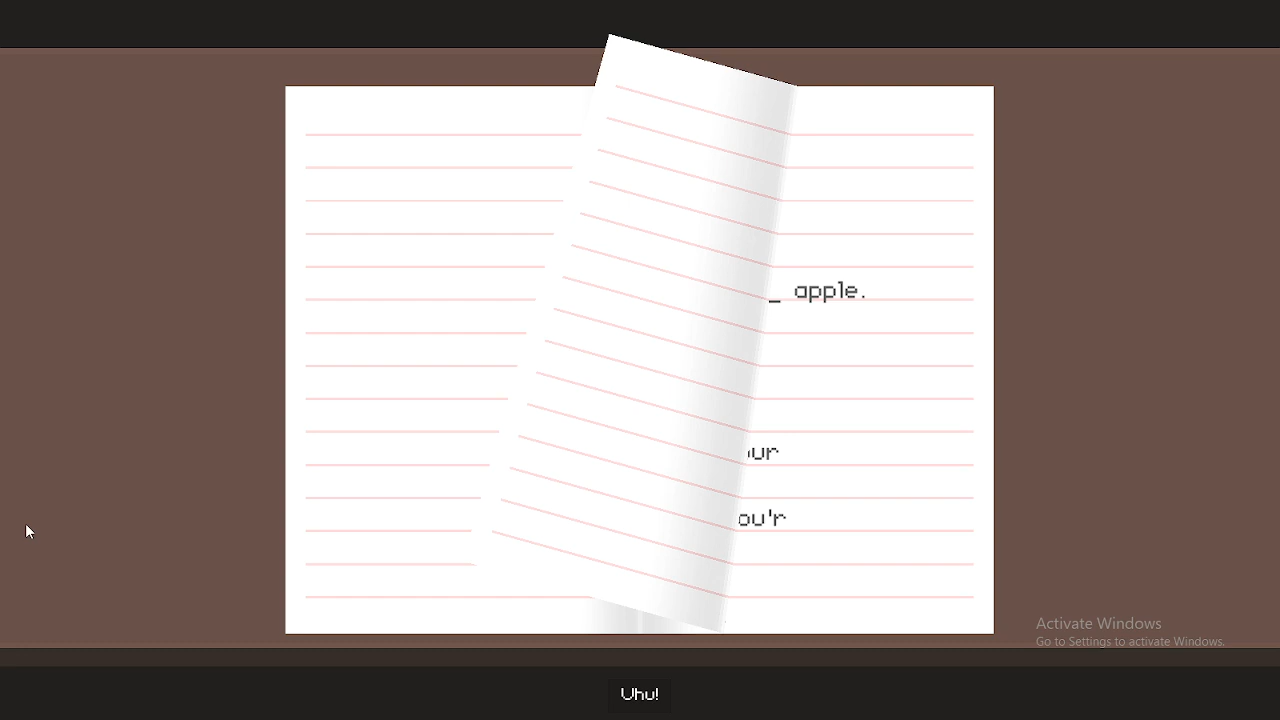 _ apple.
ur
ou'r
Activate Windows
Go to Settings to activate Windows.
Uhu!